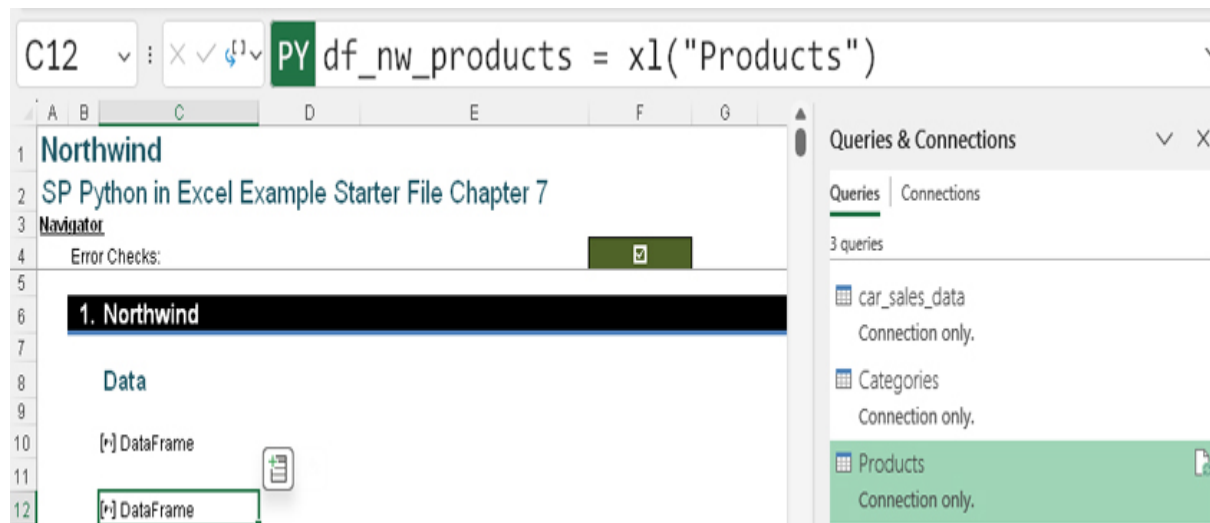 C12 PY df_nw_products = xl("Products")
A B C D E F G
1 Northwind
2 SP Python in Excel Example Starter File Chapter 7
3 Navigator
4 Error Checks:
5
6 1. Northwind
7
8 Data
9
10 DataFrame
11
12 DataFrame
Queries & Connections
Queries Connections
3 queries
car_sales_data
Connection only.
Categories
Connection only.
Products
Connection only.